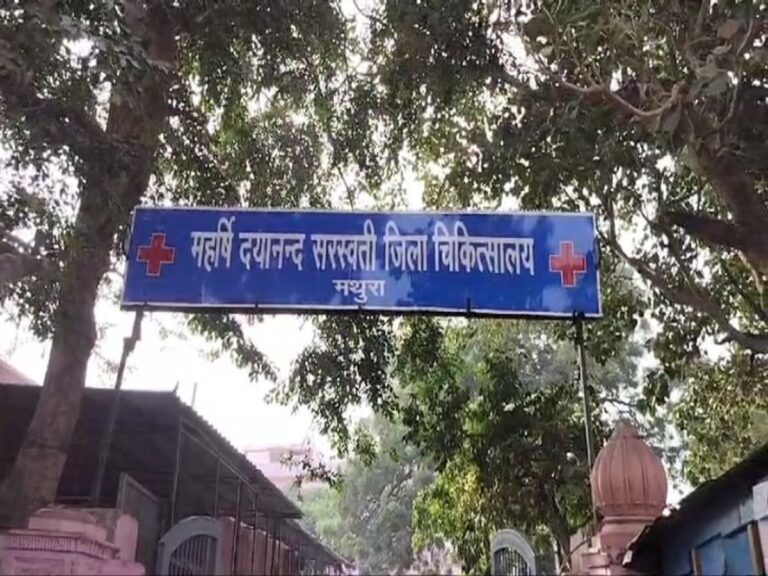 महर्षि दयानन्द सरस्वती जिला चिकित्सालय
मथुरा